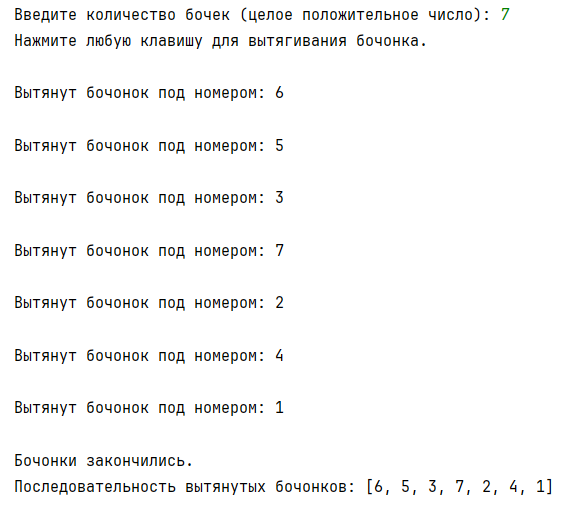 Введите количество бочек (целое положительное число): 7
Нажмите любую клавишу для вытягивания бочонка.
Вытянут бочонок под номером: 6
Вытянут бочонок под номером: 5
Вытянут бочонок под номером: 3
Вытянут бочонок под номером: 7
Вытянут бочонок под номером: 2
Вытянут бочонок под номером: 4
Вытянут бочонок под номером: 1
Бочонки закончились.
Последовательность вытянутых бочонков: [6, 5, 3, 7, 2, 4, 1]